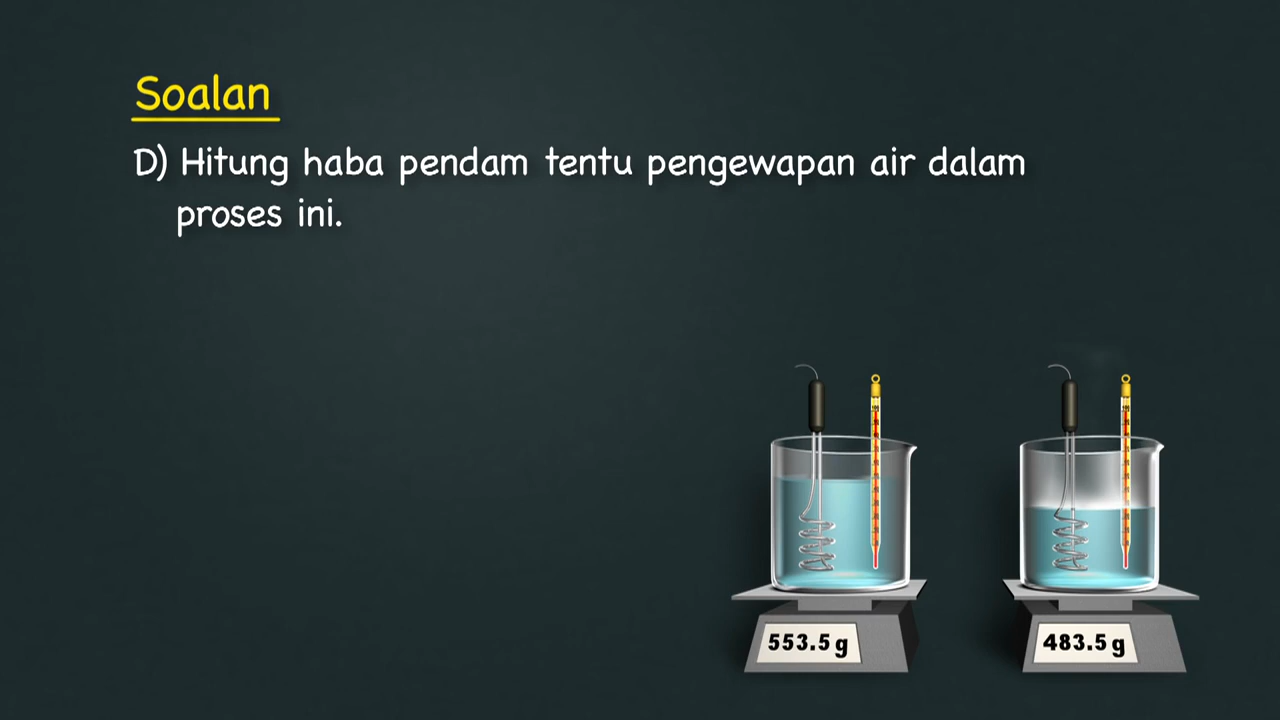 Soalan
D) Hitung haba pendam tentu pengewapan air dalam
proses ini.
553.5 g
483.5 g